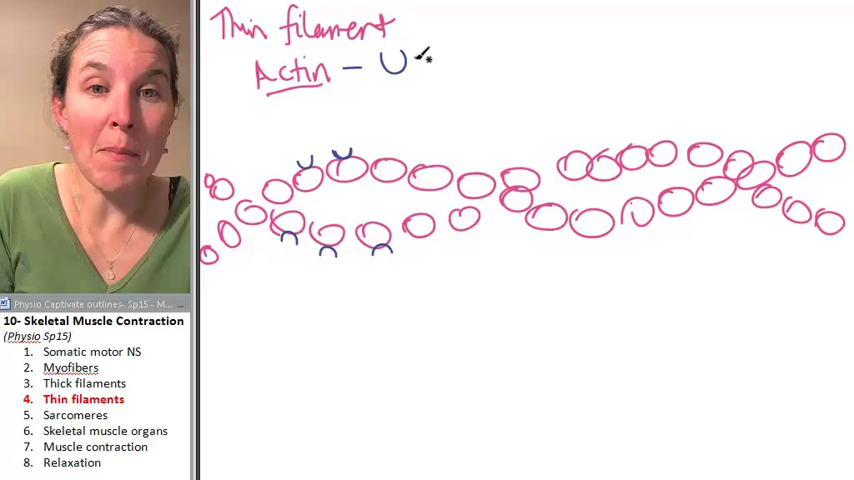 Thin filament
Actin – U
Physio Captivate outlines- Sp15 - M...
10- Skeletal Muscle Contraction
(Physio Sp15)
1. Somatic motor NS
2. Myofibers
3. Thick filaments
4. Thin filaments
5. Sarcomeres
6. Skeletal muscle organs
7. Muscle contraction
8. Relaxation